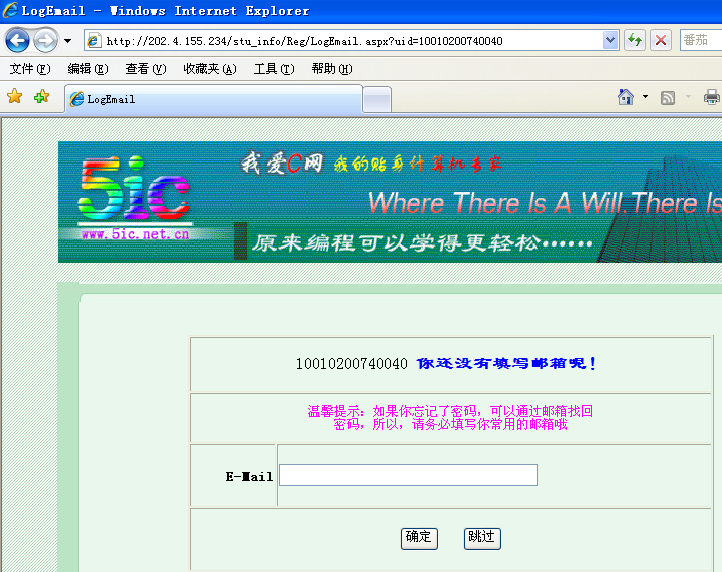 LogEmail - Windows Internet Explorer
http://202.4.155.234/stu_info/Reg/LogEmail.aspx?uid=10010200740040
番茄
文件(F) 编辑(E) 查看(V) 收藏夹(A) 工具(T) 帮助(H)
LogEmail
我爱C网 我的贴身计算机专家
5ic
Where There Is A Will.There Is
www.5ic.net.cn
原来编程可以学得更轻松……
10010200740040 你还没有填写邮箱呢!
温馨提示：如果你忘记了密码，可以通过邮箱找回
密码，所以，请务必填写你常用的邮箱哦
E-Mail
确定 跳过